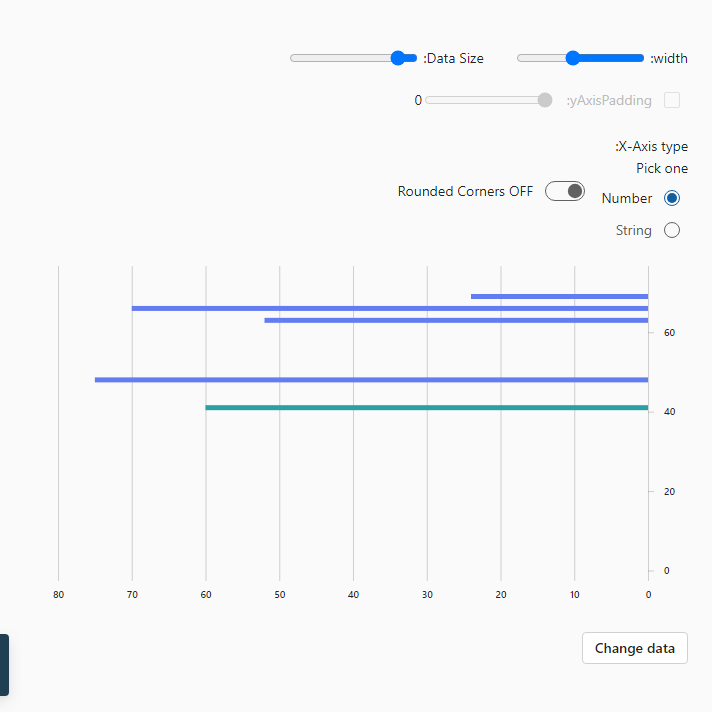 :width :Data Size
:yAxisPadding 0
:X-Axis type
Pick one
Number
Rounded Corners OFF
String
60
40
20
0
80 70 60 50 40 30 20 10 0
Change data